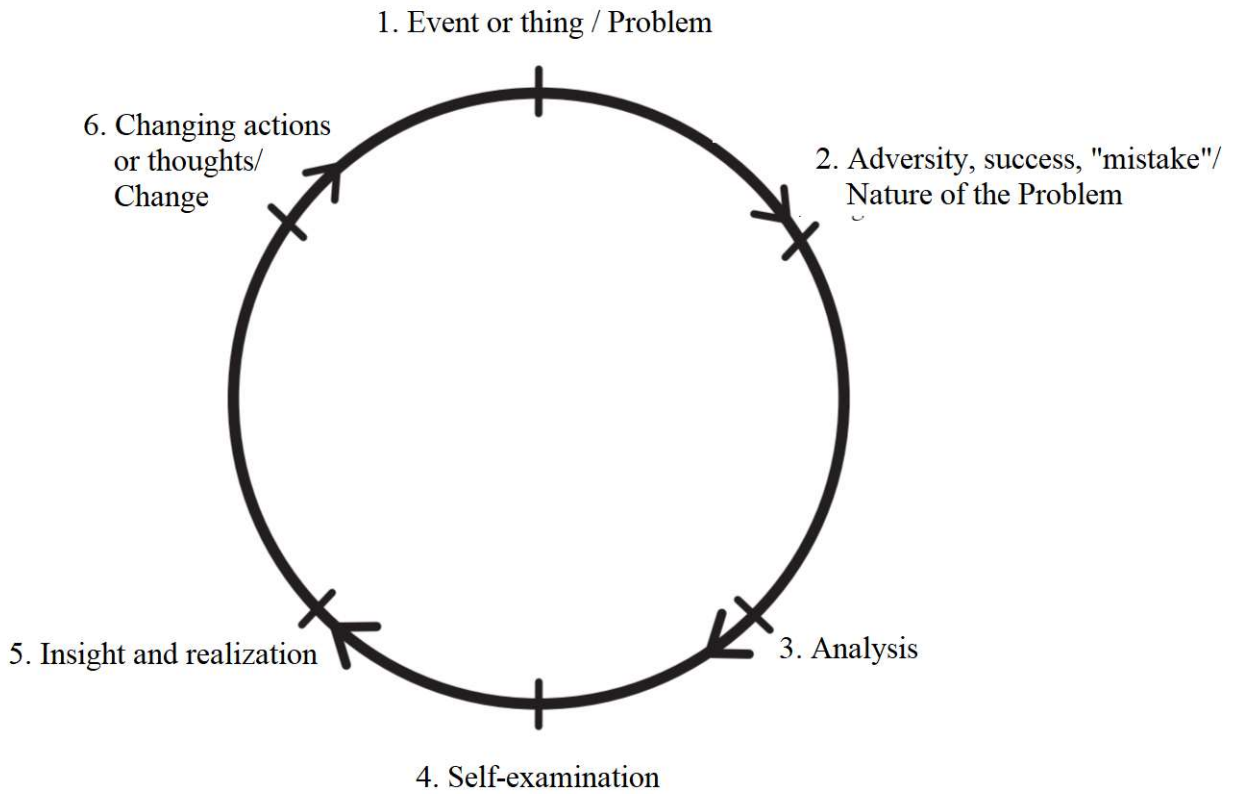 1. Event or thing / Problem
2. Adversity, success, "mistake"/
Nature of the Problem
3. Analysis
4. Self-examination
5. Insight and realization
6. Changing actions
or thoughts/
Change